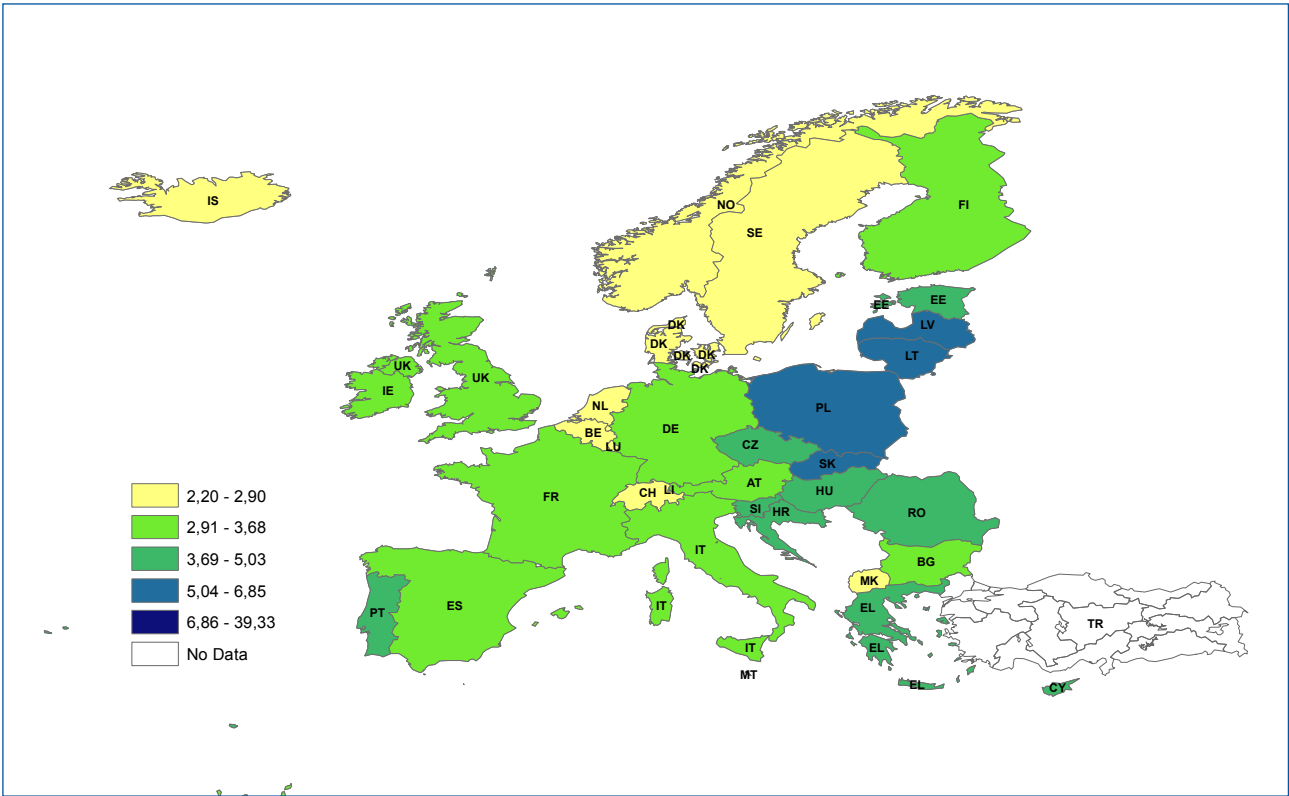 IS
NO
SE
FI
EE
EE
LV
LT
DK
DK
DK
DK
DK
UK
UK
IE
NL
BE
LU
DE
PL
CZ
SK
AT
HU
FR
CH
LI
SI
HR
RO
IT
BG
MK
PT
ES
IT
IT
MT
EL
EL
EL
TR
CY
2,20 - 2,90
2,91 - 3,68
3,69 - 5,03
5,04 - 6,85
6,86 - 39,33
No Data